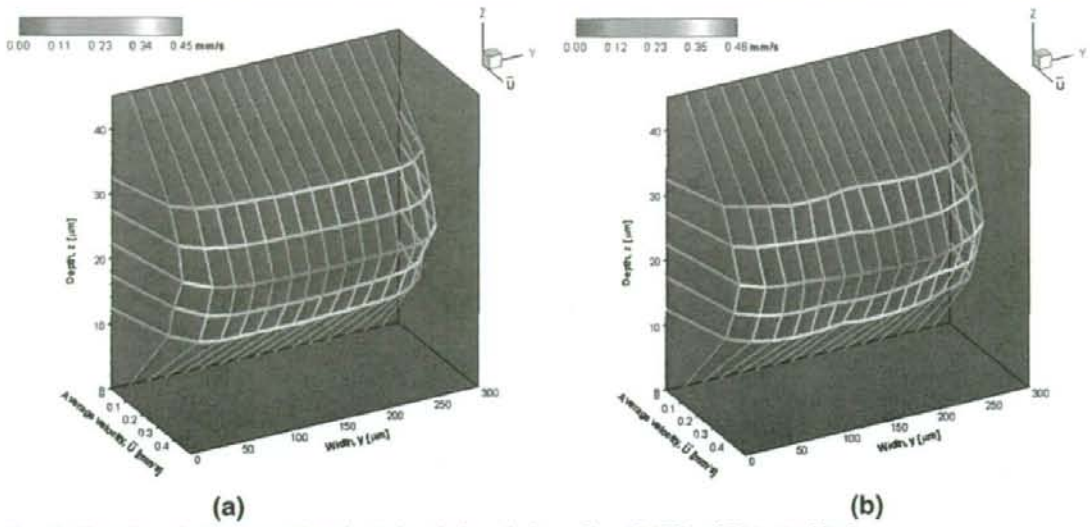 0.00 0.11 0.23 0.34 0.45 mm/s
Z
Y
Ū
40
30
20
10
0
Depth, z [μm]
0.1
0.2
0.3
0.4
Average velocity, Ū [mm/s]
0
50
100
150
200
250
300
Width, y [μm]
(a)
0.00 0.12 0.23 0.35 0.46 mm/s
Z
Y
Ū
40
30
20
10
0
Depth, z [μm]
0.1
0.2
0.3
0.4
Average velocity, Ū [mm/s]
0
50
100
150
200
250
300
Width, y [μm]
(b)